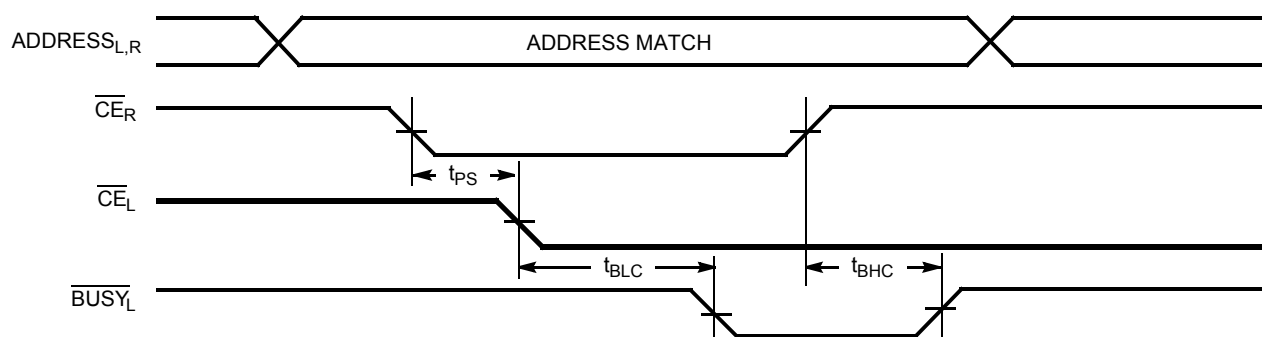 ADDRESS_L,R ADDRESS MATCH
CE_R
t_PS
CE_L
t_BLC t_BHC
BUSY_L